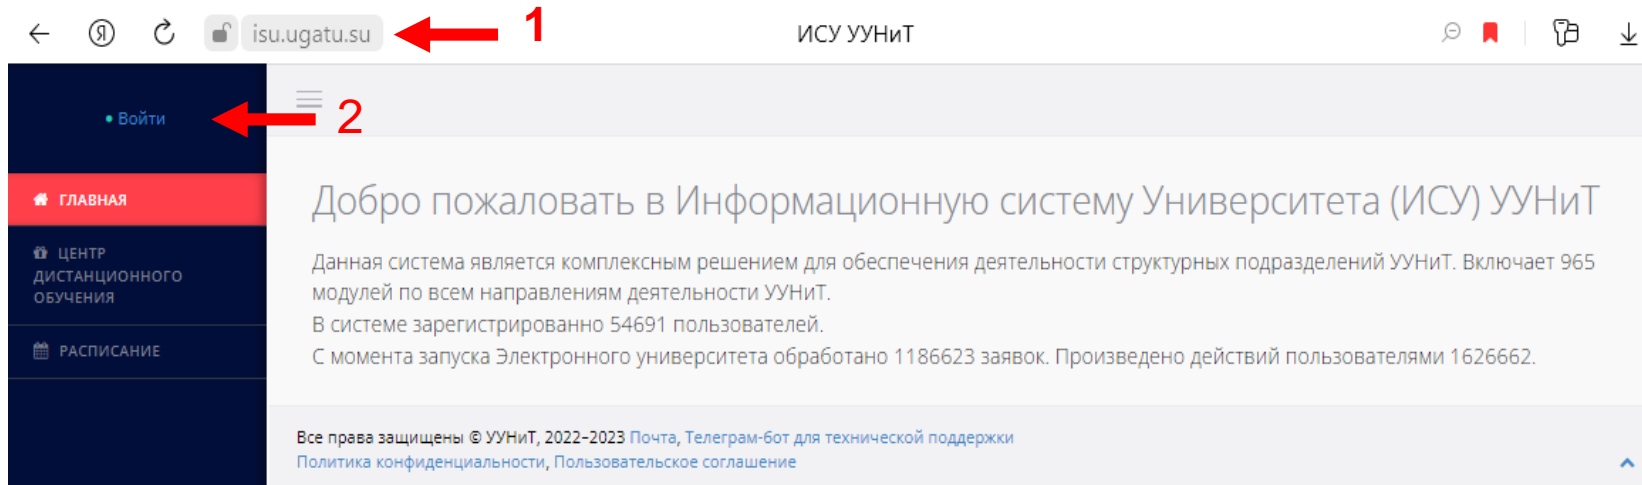 isu.ugatu.su
1
ИСУ УУНиТ
Войти
2
ГЛАВНАЯ
ЦЕНТР
ДИСТАНЦИОННОГО
ОБУЧЕНИЯ
РАСПИСАНИЕ
Добро пожаловать в Информационную систему Университета (ИСУ) УУНиТ
Данная система является комплексным решением для обеспечения деятельности структурных подразделений УУНиТ. Включает 965
модулей по всем направлениям деятельности УУНиТ.
В системе зарегистрированно 54691 пользователей.
С момента запуска Электронного университета обработано 1186623 заявок. Произведено действий пользователями 1626662.
Все права защищены © УУНиТ, 2022–2023 Почта, Телеграм-бот для технической поддержки
Политика конфиденциальности, Пользовательское соглашение